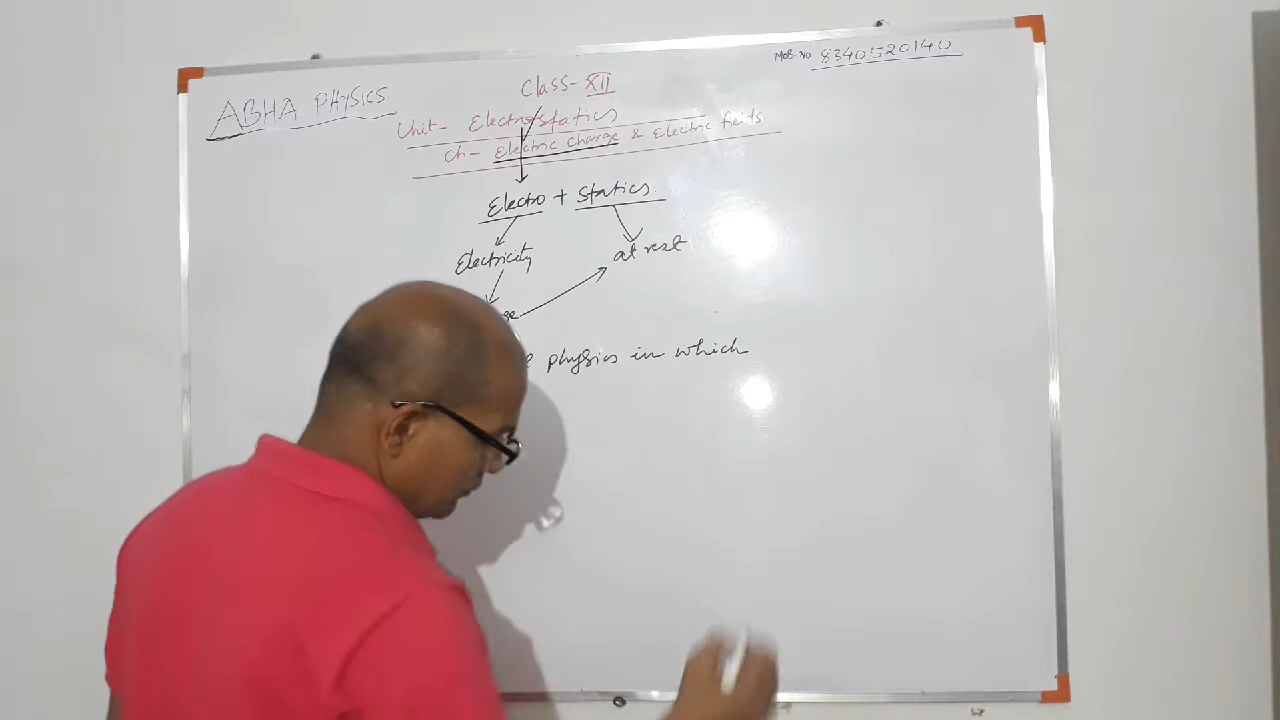 MOB. NO 8340520140
Class - XII
ABHA PHYSICS
Unit - Electrostatics
Ch - Electric Charge & Electric fields
Electro + Statics
Electricity
at rest
physics in which